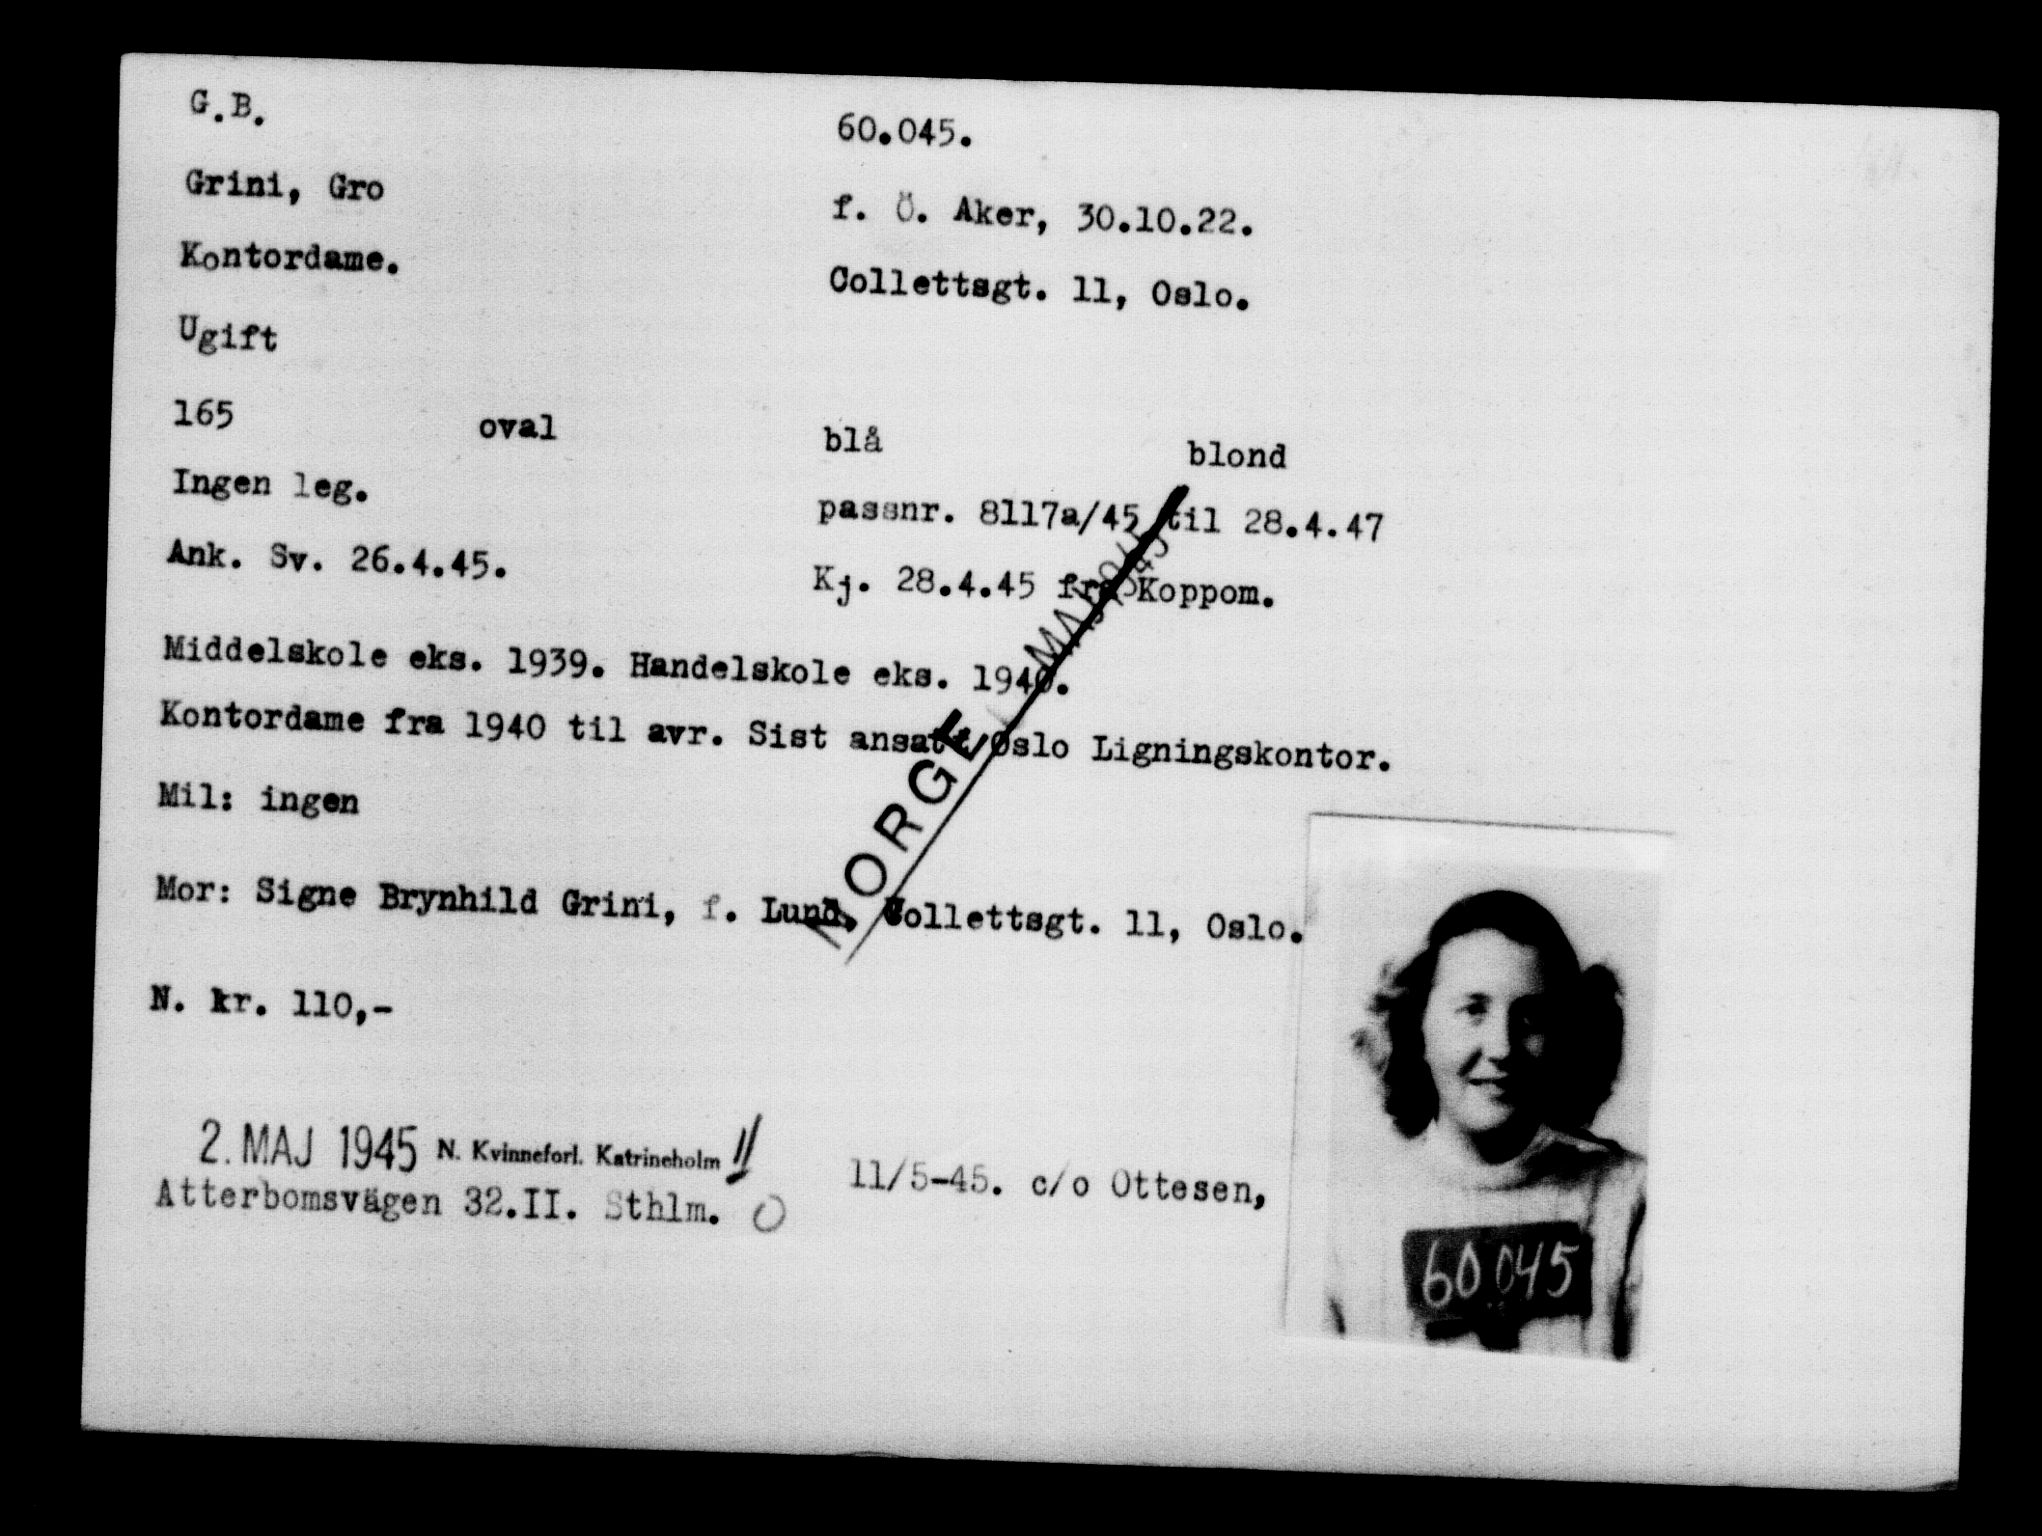 G.B. 60.045.
Grini, Gro f. Ö. Aker, 30.10.22.
Kontordame. Collettsgt. 11, Oslo.
Ugift
165 oval blå blond
Ingen leg. passnr. 8117a/45 til 28.4.47
Ank. Sv. 26.4.45. Kj. 28.4.45 fra Koppom.
Middelskole eks. 1939. Handelskole eks. 1940.
Kontordame fra 1940 til avr. Sist ansatt Oslo Ligningskontor.
Mil: ingen
Mor: Signe Brynhild Grini, f. Lund, Collettsgt. 11, Oslo.
N. kr. 110,-
NORGE
2. MAJ 1945 N. Kvinneforl. Katrineholm 11/5-45. c/o Ottesen,
Atterbomsvägen 32.II. Sthlm.
60045